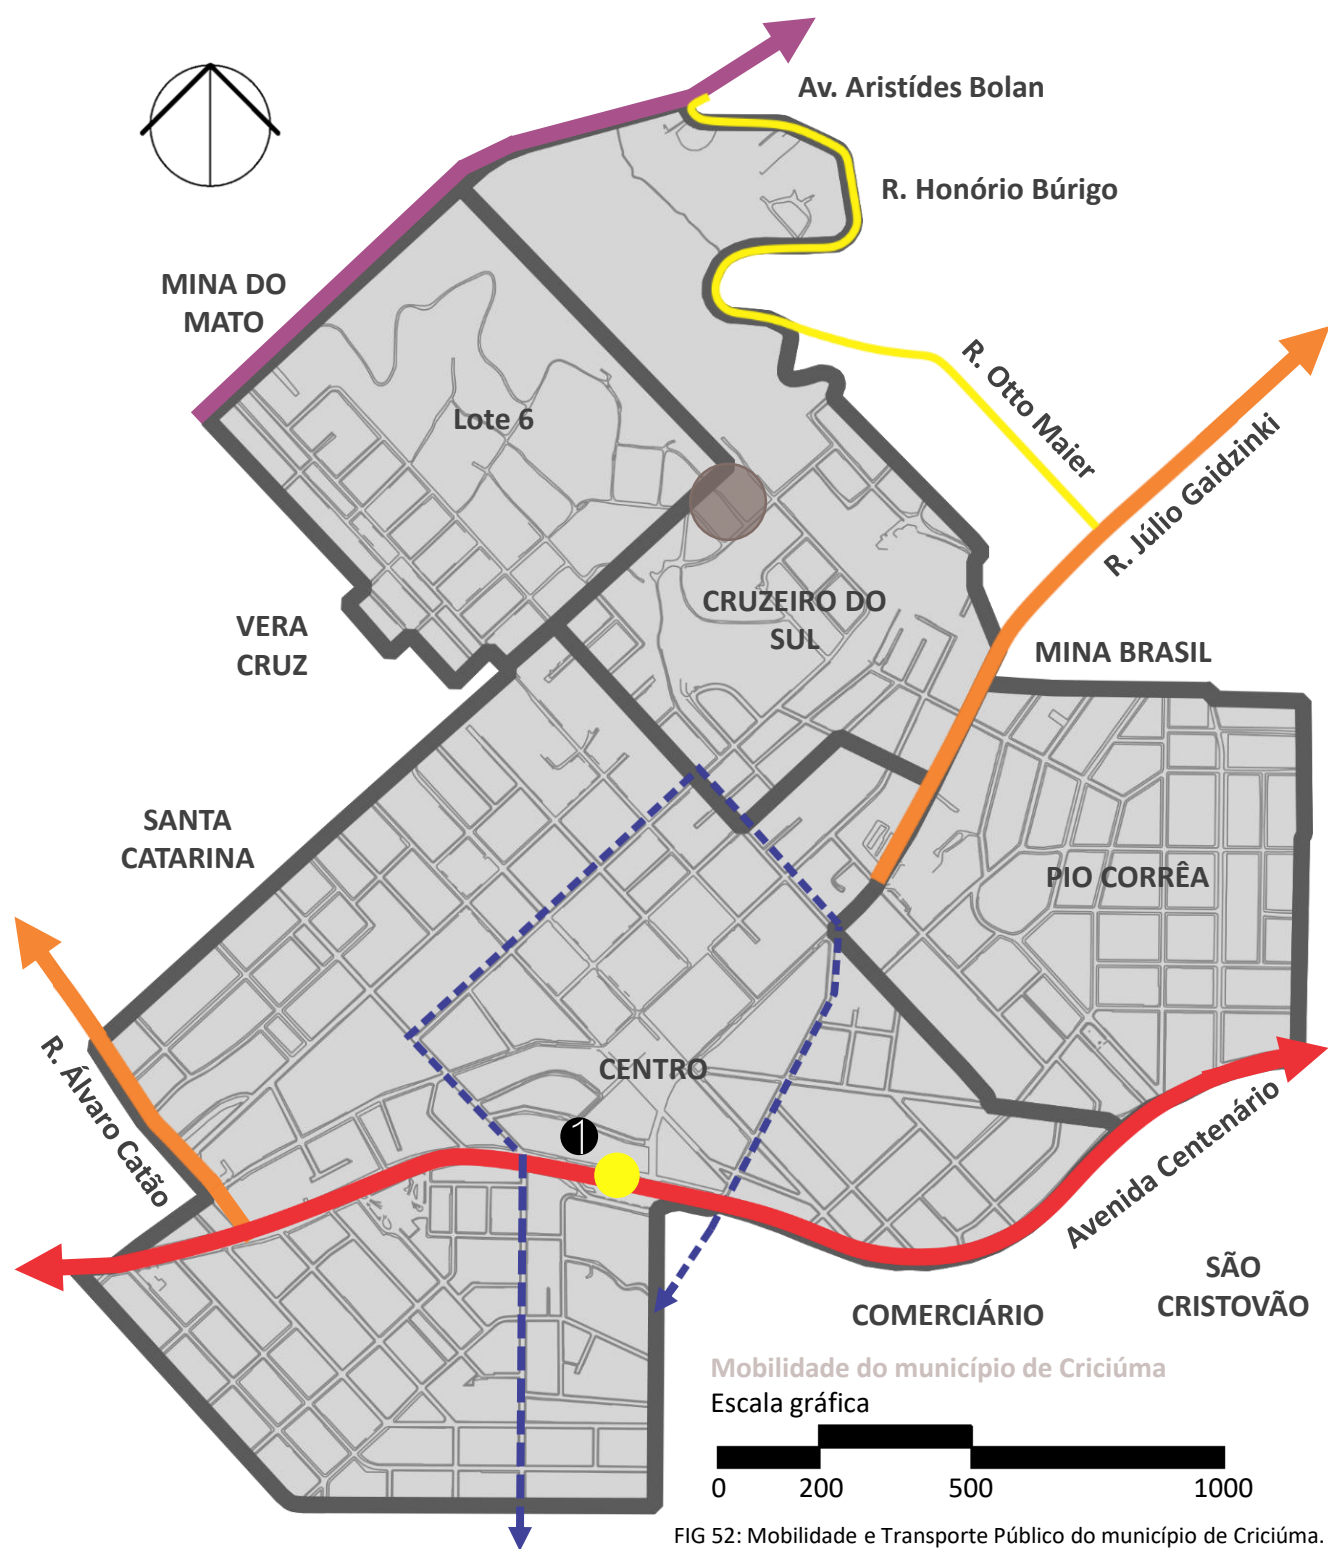 Av. Aristídes Bolan
R. Honório Búrigo
MINA DO
MATO
R. Otto Maier
Lote 6
R. Júlio Gaidzinki
CRUZEIRO DO
SUL
VERA
CRUZ
MINA BRASIL
SANTA
CATARINA
PIO CORRÊA
R. Álvaro Catão
CENTRO
1
Avenida Centenário
SÃO
CRISTOVÃO
COMERCIÁRIO
Mobilidade do município de Criciúma
Escala gráfica
0 200 500 1000
FIG 52: Mobilidade e Transporte Público do município de Criciúma.